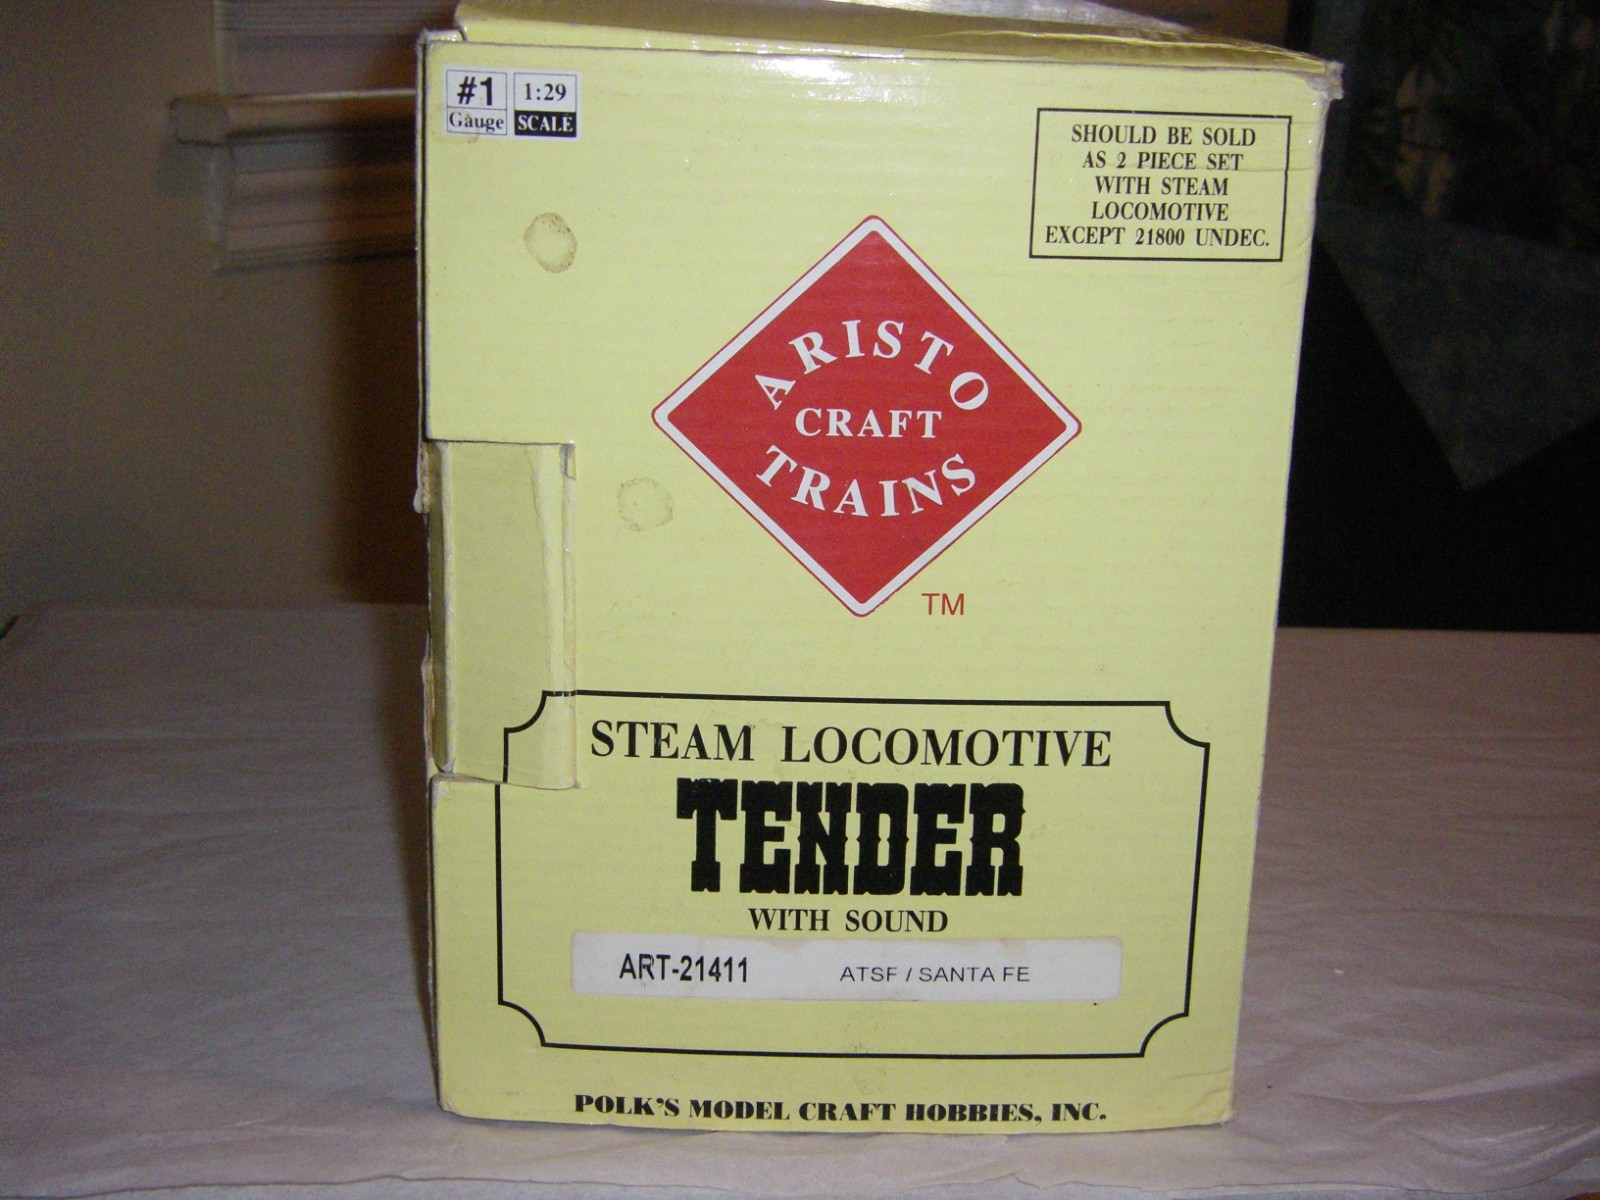 #1
Gauge
1:29
SCALE
SHOULD BE SOLD
AS 2 PIECE SET
WITH STEAM
LOCOMOTIVE
EXCEPT 21800 UNDEC.
ARISTO
CRAFT
TRAINS
TM
STEAM LOCOMOTIVE
TENDER
WITH SOUND
ART-21411 ATSF / SANTA FE
POLK'S MODEL CRAFT HOBBIES, INC.